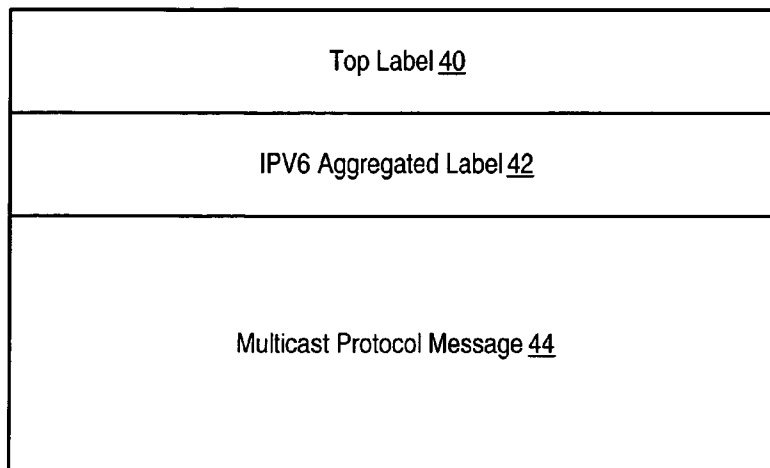 Top Label 40
IPV6 Aggregated Label 42
Multicast Protocol Message 44